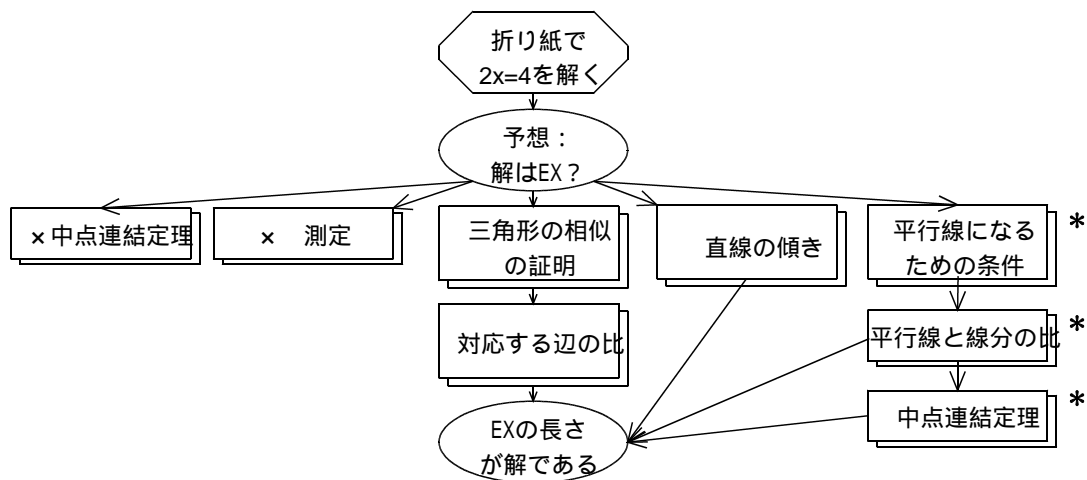 折り紙で
2x=4を解く
予想：
解はEX？
×中点連結定理
× 測定
三角形の相似
の証明
直線の傾き
平行線になる
ための条件
*
対応する辺の比
平行線と線分の比
*
中点連結定理
*
EXの長さ
が解である